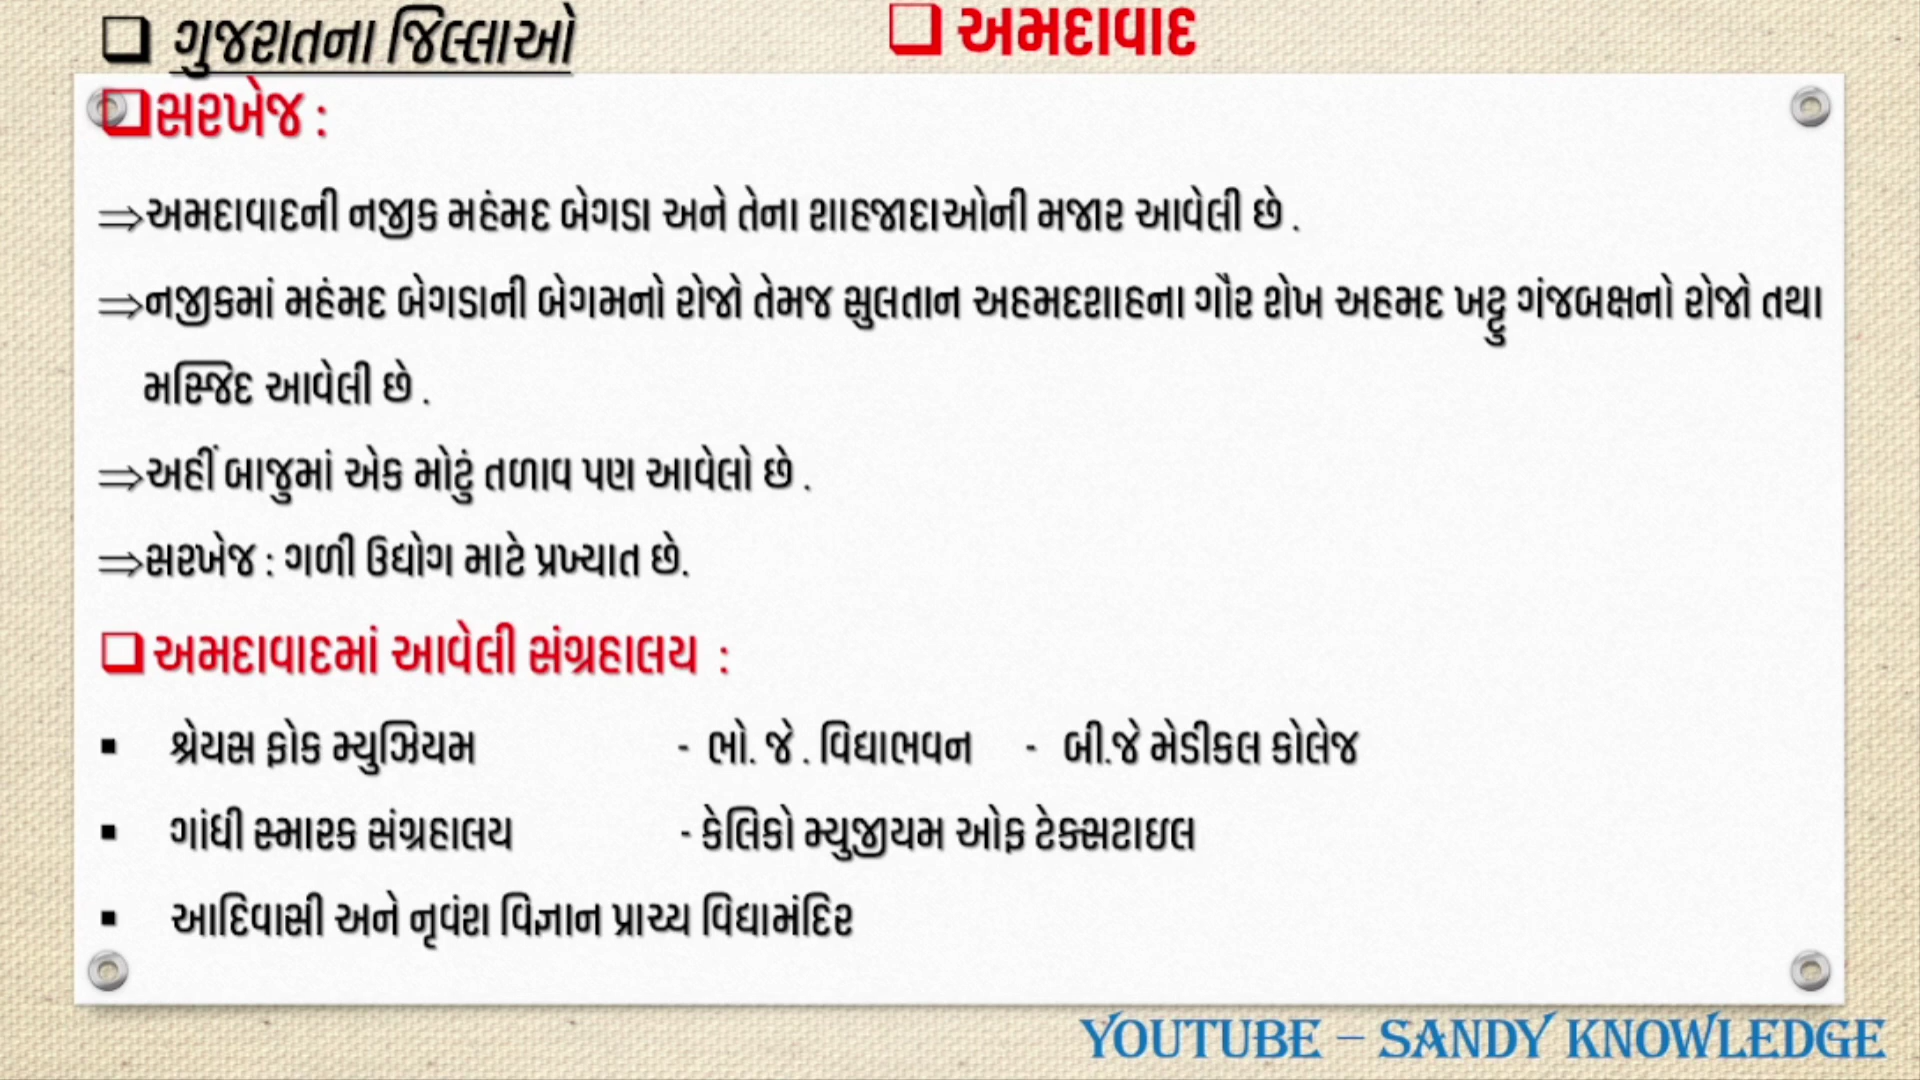 ❑ ગુજરાતના જિલ્લાઓ
❑ અમદાવાદ
❑સરખેજ :
⇒અમદાવાદની નજીક મહંમદ બેગડા અને તેના શાહજાદાઓની મજાર આવેલી છે .
⇒નજીકમાં મહંમદ બેગડાની બેગમનો રોજો તેમજ સુલતાન અહમદશાહના ગૌર શેખ અહમદ ખટ્ટુ ગંજબક્ષનો રોજો તથા
મસ્જિદ આવેલી છે .
⇒અહીં બાજુમાં એક મોટું તળાવ પણ આવેલો છે .
⇒સરખેજ : ગળી ઉદ્યોગ માટે પ્રખ્યાત છે.
❑ અમદાવાદમાં આવેલી સંગ્રહાલય :
▪ શ્રેયસ ફોક મ્યુઝિયમ - ભો. જે . વિદ્યાભવન - બી.જે મેડીકલ કોલેજ
▪ ગાંધી સ્મારક સંગ્રહાલય - કેલિકો મ્યુજીયમ ઓફ ટેક્સટાઇલ
▪ આદિવાસી અને નૃવંશ વિજ્ઞાન પ્રાચ્ય વિદ્યામંદિર
YOUTUBE – SANDY KNOWLEDGE